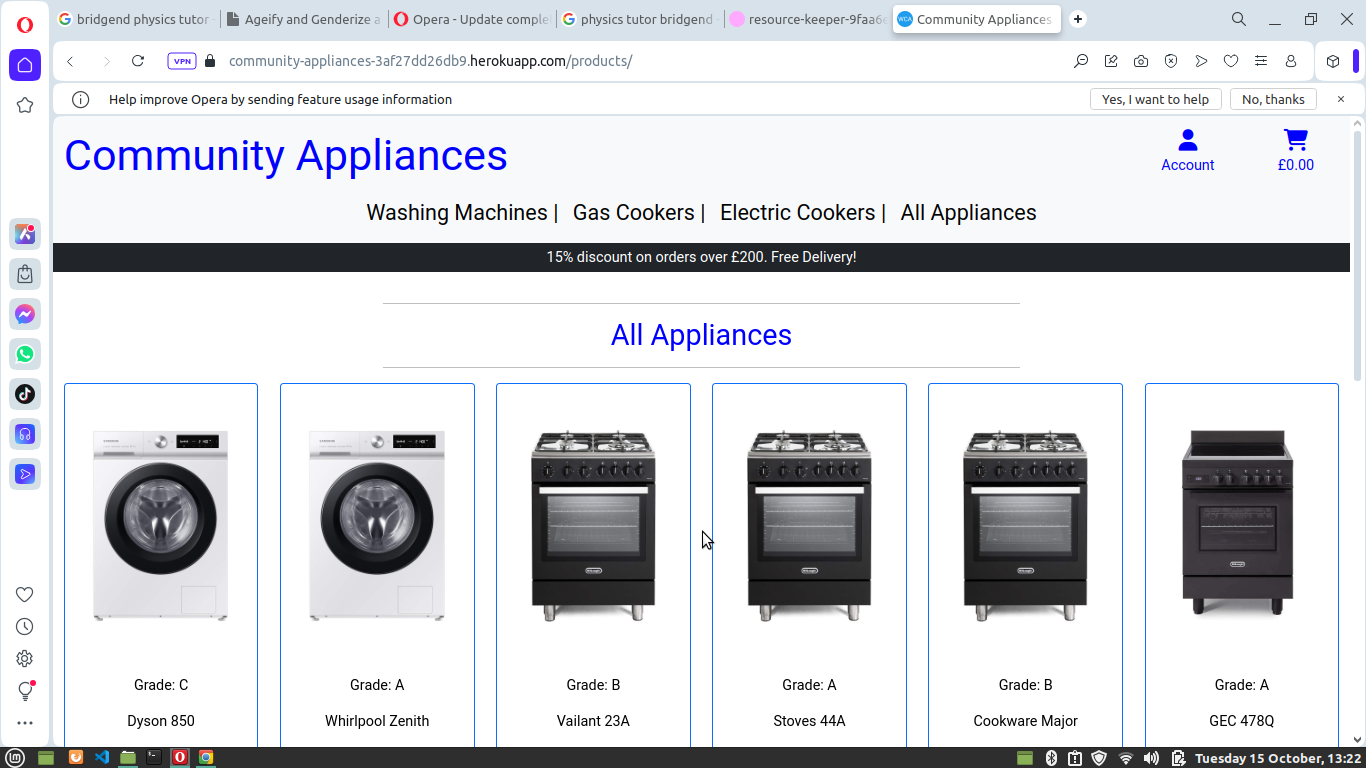 bridgend physics tutor
Ageify and Genderize a
Opera - Update comple
physics tutor bridgend
resource-keeper-9faa6e
WCA
Community Appliances
VPN
community-appliances-3af27dd26db9.herokuapp.com/products/
Help improve Opera by sending feature usage information
Yes, I want to help
No, thanks
Community Appliances
Account
£0.00
Washing Machines | Gas Cookers | Electric Cookers | All Appliances
15% discount on orders over £200. Free Delivery!
All Appliances
Grade: C
Dyson 850
Grade: A
Whirlpool Zenith
Grade: B
Vailant 23A
Grade: A
Stoves 44A
Grade: B
Cookware Major
Grade: A
GEC 478Q
Tuesday 15 October, 13:22